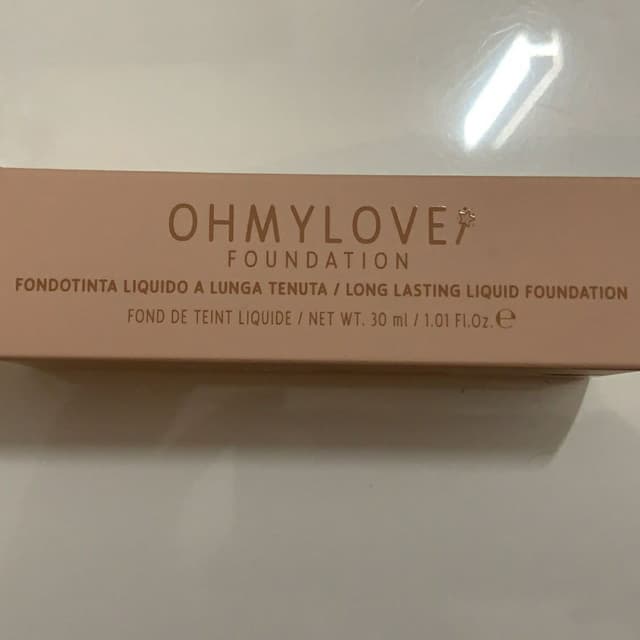 OHMYLOVE!
FOUNDATION
FONDOTINTA LIQUIDO A LUNGA TENUTA / LONG LASTING LIQUID FOUNDATION
FOND DE TEINT LIQUIDE / NET WT. 30 ml / 1.01 Fl.Oz. ℮